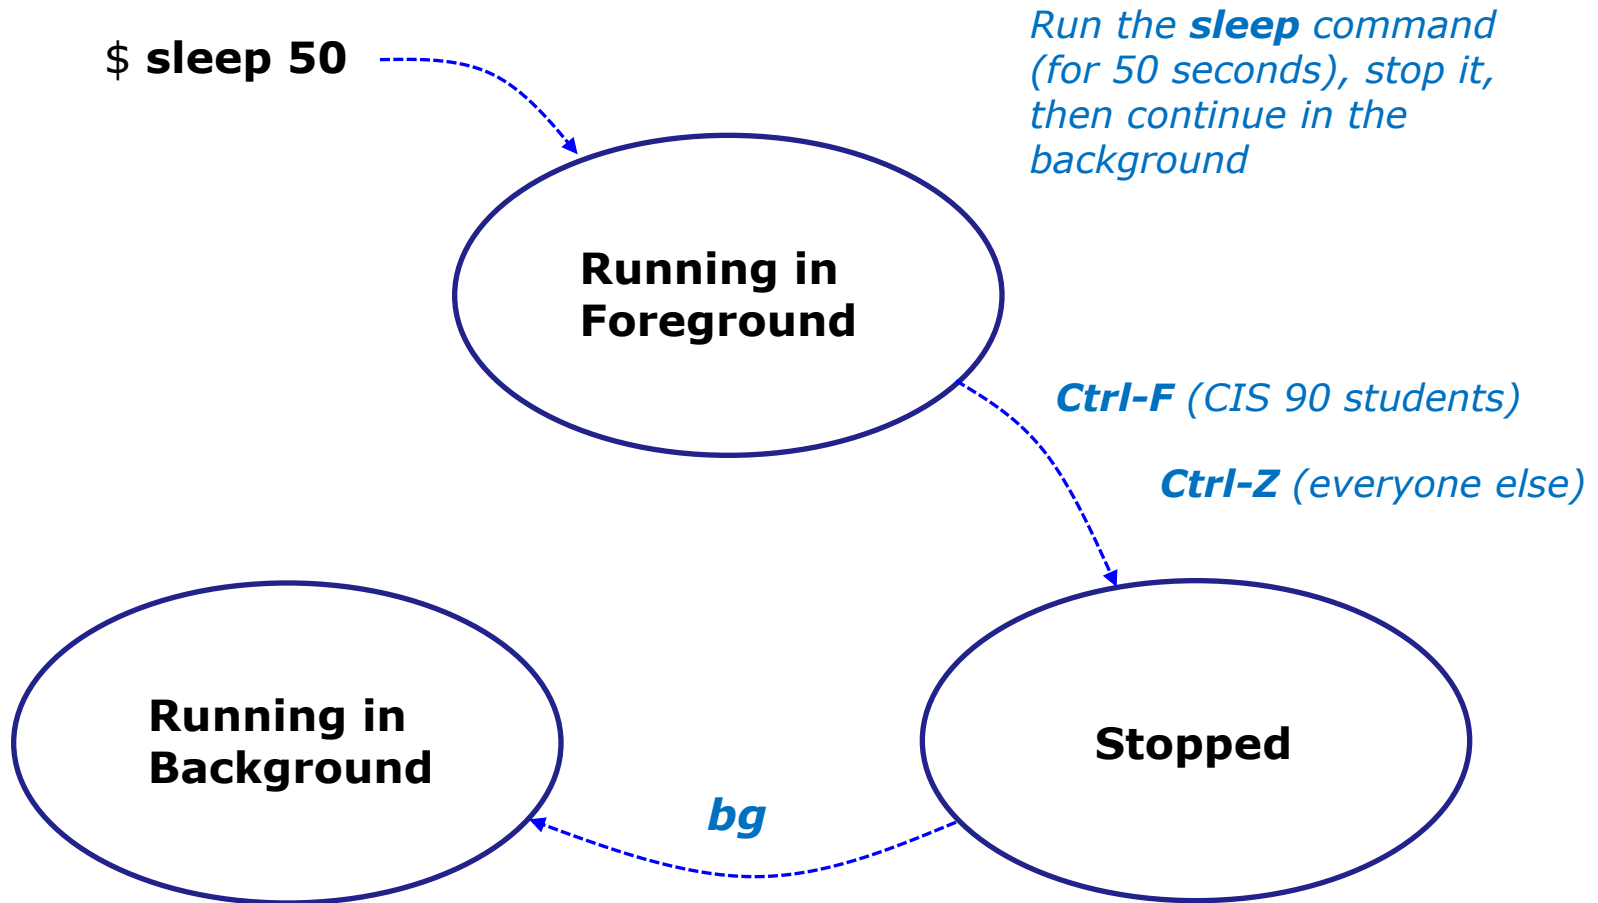 $ sleep 50
Run the sleep command
(for 50 seconds), stop it,
then continue in the
background
Running in
Foreground
Ctrl-F (CIS 90 students)
Ctrl-Z (everyone else)
Running in
Background
Stopped
bg